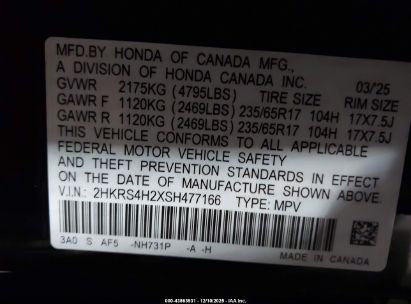 MFD.BY HONDA OF CANADA MFG.,
A DIVISION OF HONDA CANADA INC. 03/'25
GVWR 2175KG (4795LBS) TIRE SIZE RIM SIZE
GAWR F 1120KG (2469LBS) 235/65R17 104H 17X7.5J
GAWR R 1120KG (2469LBS) 235/65R17 104H 17X7.5J
THIS VEHICLE CONFORMS TO ALL APPLICABLE
FEDERAL MOTOR VEHICLE SAFETY
AND THEFT PREVENTION STANDARDS IN EFFECT
ON THE DATE OF MANUFACTURE SHOWN ABOVE.
V.I.N.: 2HKRS4H2XSH477166 TYPE: MPV
3A0 S AF5 -NH731P -A -H
MADE IN CANADA